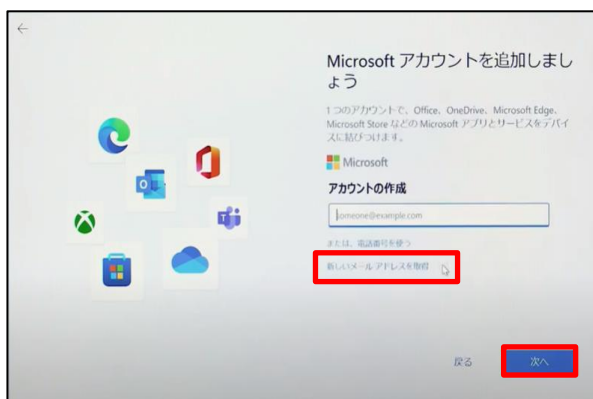 Microsoft アカウントを追加しまし
ょう
1 つのアカウントで、Office、OneDrive、Microsoft Edge、
Microsoft Store などの Microsoft アプリとサービスをデバイ
スに結びつけます。
Microsoft
アカウントの作成
someone@example.com
または、電話番号を使う
新しいメール アドレスを取得
戻る
次へ